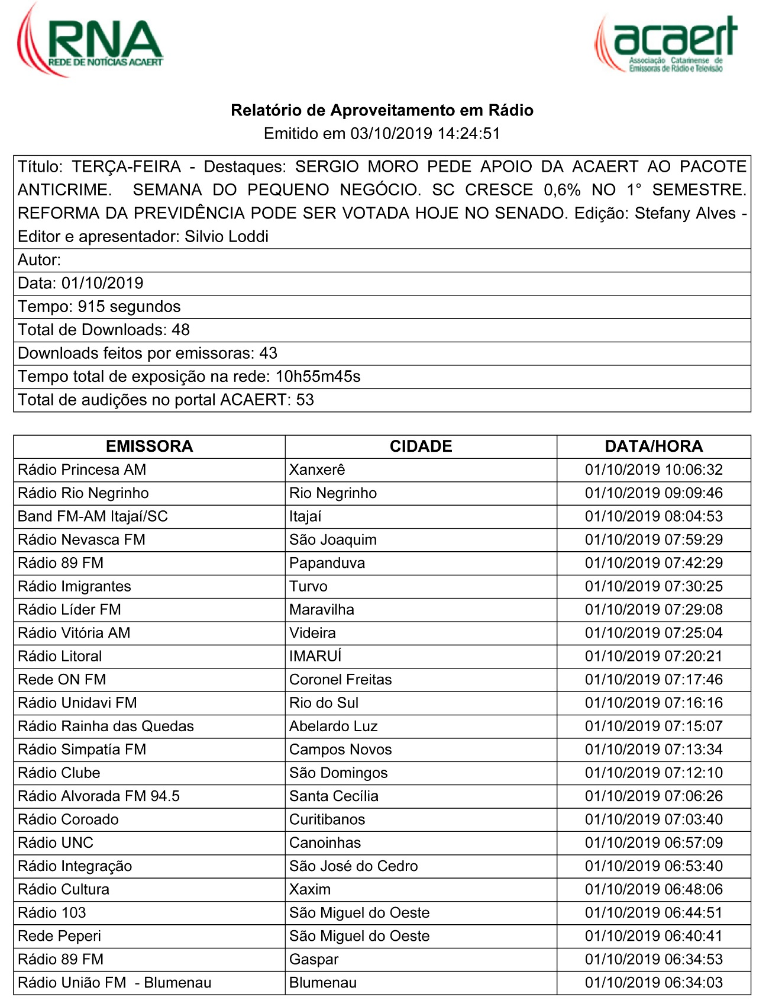 RNA
REDE DE NOTÍCIAS ACAERT
acaert
Associação Catarinense de
Emissoras de Rádio e Televisão
Relatório de Aproveitamento em Rádio
Emitido em 03/10/2019 14:24:51
Título: TERÇA-FEIRA - Destaques: SERGIO MORO PEDE APOIO DA ACAERT AO PACOTE
ANTICRIME. SEMANA DO PEQUENO NEGÓCIO. SC CRESCE 0,6% NO 1° SEMESTRE.
REFORMA DA PREVIDÊNCIA PODE SER VOTADA HOJE NO SENADO. Edição: Stefany Alves -
Editor e apresentador: Silvio Loddi
Autor:
Data: 01/10/2019
Tempo: 915 segundos
Total de Downloads: 48
Downloads feitos por emissoras: 43
Tempo total de exposição na rede: 10h55m45s
Total de audições no portal ACAERT: 53
EMISSORA CIDADE DATA/HORA
Rádio Princesa AM Xanxerê 01/10/2019 10:06:32
Rádio Rio Negrinho Rio Negrinho 01/10/2019 09:09:46
Band FM-AM Itajaí/SC Itajaí 01/10/2019 08:04:53
Rádio Nevasca FM São Joaquim 01/10/2019 07:59:29
Rádio 89 FM Papanduva 01/10/2019 07:42:29
Rádio Imigrantes Turvo 01/10/2019 07:30:25
Rádio Líder FM Maravilha 01/10/2019 07:29:08
Rádio Vitória AM Videira 01/10/2019 07:25:04
Rádio Litoral IMARUÍ 01/10/2019 07:20:21
Rede ON FM Coronel Freitas 01/10/2019 07:17:46
Rádio Unidavi FM Rio do Sul 01/10/2019 07:16:16
Rádio Rainha das Quedas Abelardo Luz 01/10/2019 07:15:07
Rádio Simpatía FM Campos Novos 01/10/2019 07:13:34
Rádio Clube São Domingos 01/10/2019 07:12:10
Rádio Alvorada FM 94.5 Santa Cecília 01/10/2019 07:06:26
Rádio Coroado Curitibanos 01/10/2019 07:03:40
Rádio UNC Canoinhas 01/10/2019 06:57:09
Rádio Integração São José do Cedro 01/10/2019 06:53:40
Rádio Cultura Xaxim 01/10/2019 06:48:06
Rádio 103 São Miguel do Oeste 01/10/2019 06:44:51
Rede Peperi São Miguel do Oeste 01/10/2019 06:40:41
Rádio 89 FM Gaspar 01/10/2019 06:34:53
Rádio União FM - Blumenau Blumenau 01/10/2019 06:34:03